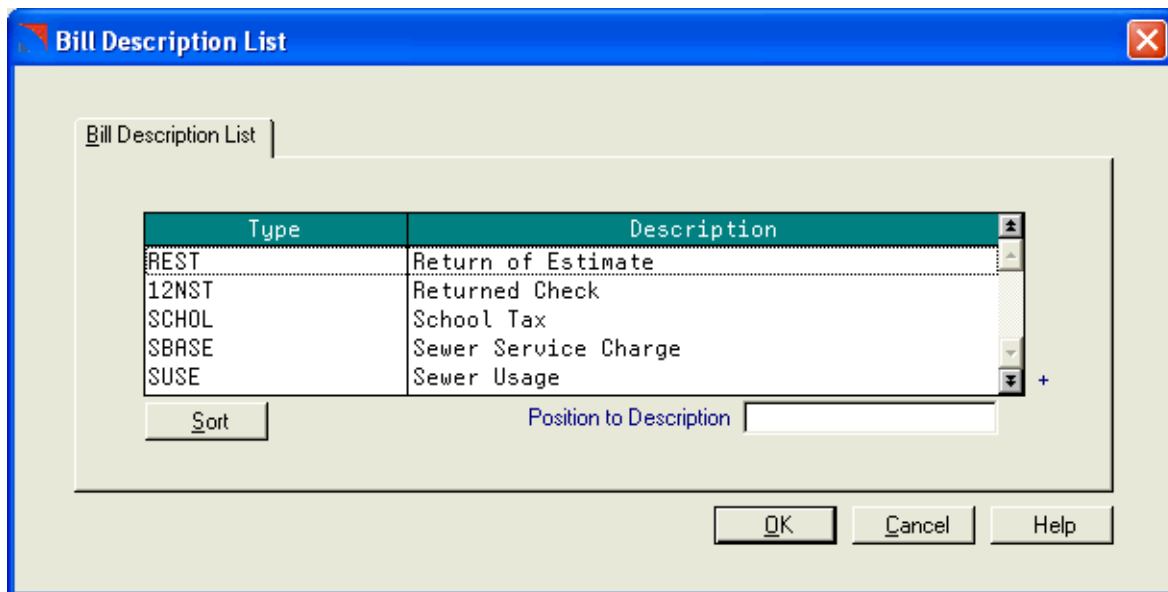 Bill Description List
Bill Description List
Type Description
REST Return of Estimate
12NST Returned Check
SCHOL School Tax
SBASE Sewer Service Charge
SUSE Sewer Usage
+
Sort Position to Description
OK Cancel Help